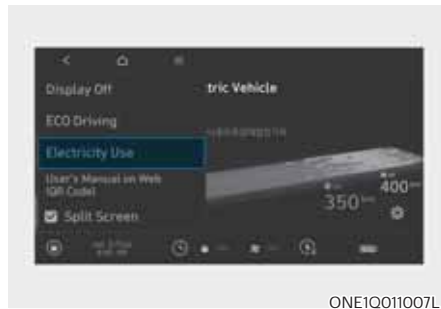 Display Off
tric Vehicle
ECO Driving
Electricity Use
User's Manual on Web
(QR Code)
400
350
Split Screen
ONE1Q011007L